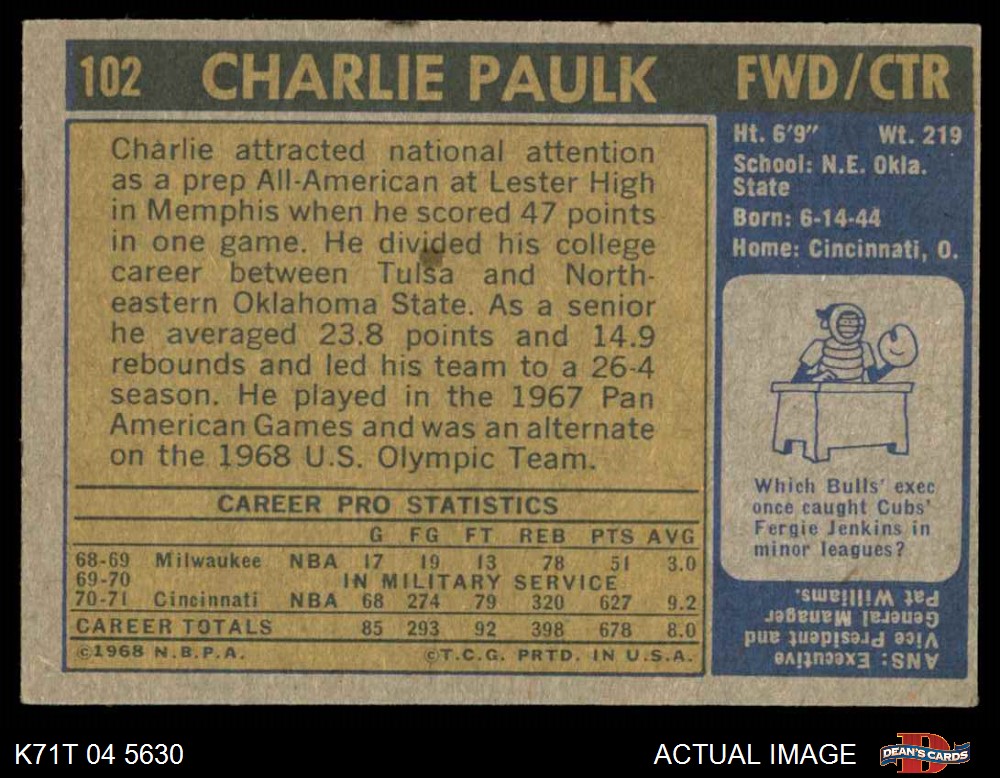 102 CHARLIE PAULK FWD/CTR
Charlie attracted national attention
as a prep All-American at Lester High
in Memphis when he scored 47 points
in one game. He divided his college
career between Tulsa and North-
eastern Oklahoma State. As a senior
he averaged 23.8 points and 14.9
rebounds and led his team to a 26-4
season. He played in the 1967 Pan
American Games and was an alternate
on the 1968 U.S. Olympic Team.
CAREER PRO STATISTICS
G FG FT REB PTS AVG
68-69 Milwaukee NBA 17 19 13 78 51 3.0
69-70 IN MILITARY SERVICE
70-71 Cincinnati NBA 68 274 79 320 627 9.2
CAREER TOTALS 85 293 92 398 678 8.0
©1968 N.B.P.A. ©T.C.G. PRTD. IN U.S.A.
Ht. 6'9" Wt. 219
School: N.E. Okla.
State
Born: 6-14-44
Home: Cincinnati, O.
Which Bulls' exec
once caught Cubs'
Fergie Jenkins in
minor leagues?
ANS: Executive
Vice President and
General Manager
Pat Williams.
K71T 04 5630
ACTUAL IMAGE
D
DEAN'S CARDS